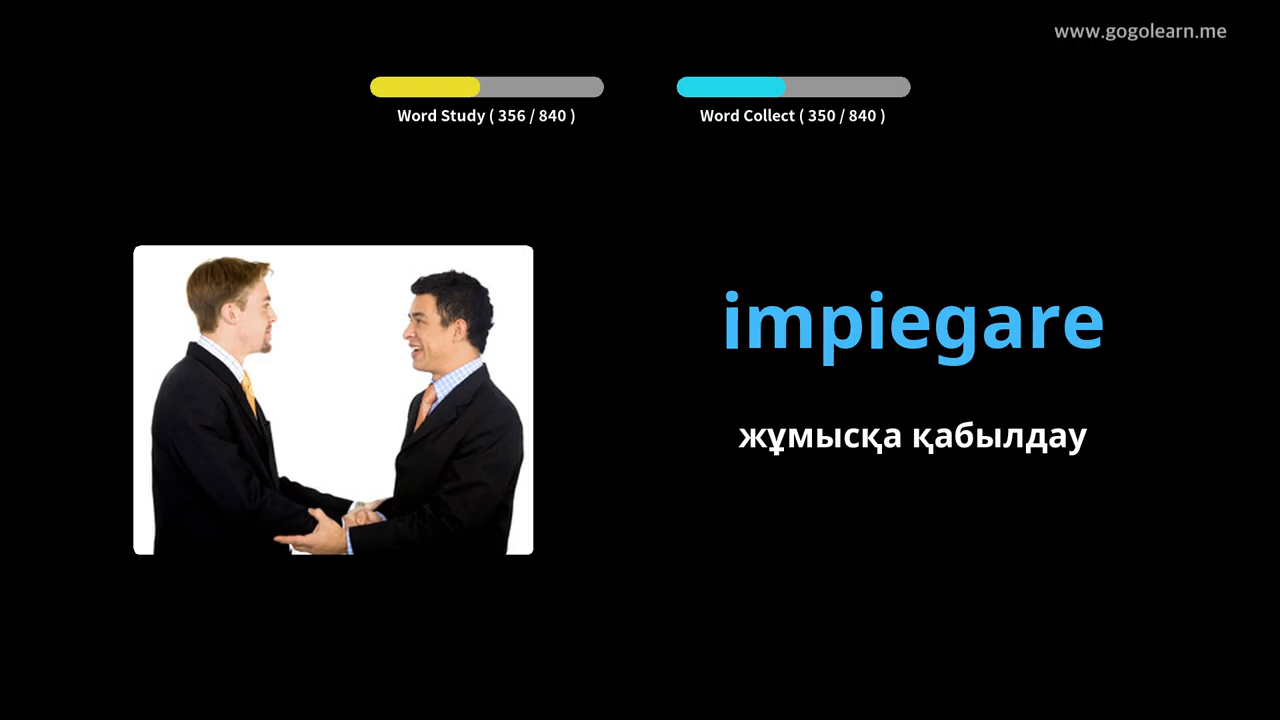 www.gogolearn.me
Word Study ( 356 / 840 )
Word Collect ( 350 / 840 )
impiegare
жұмысқа қабылдау